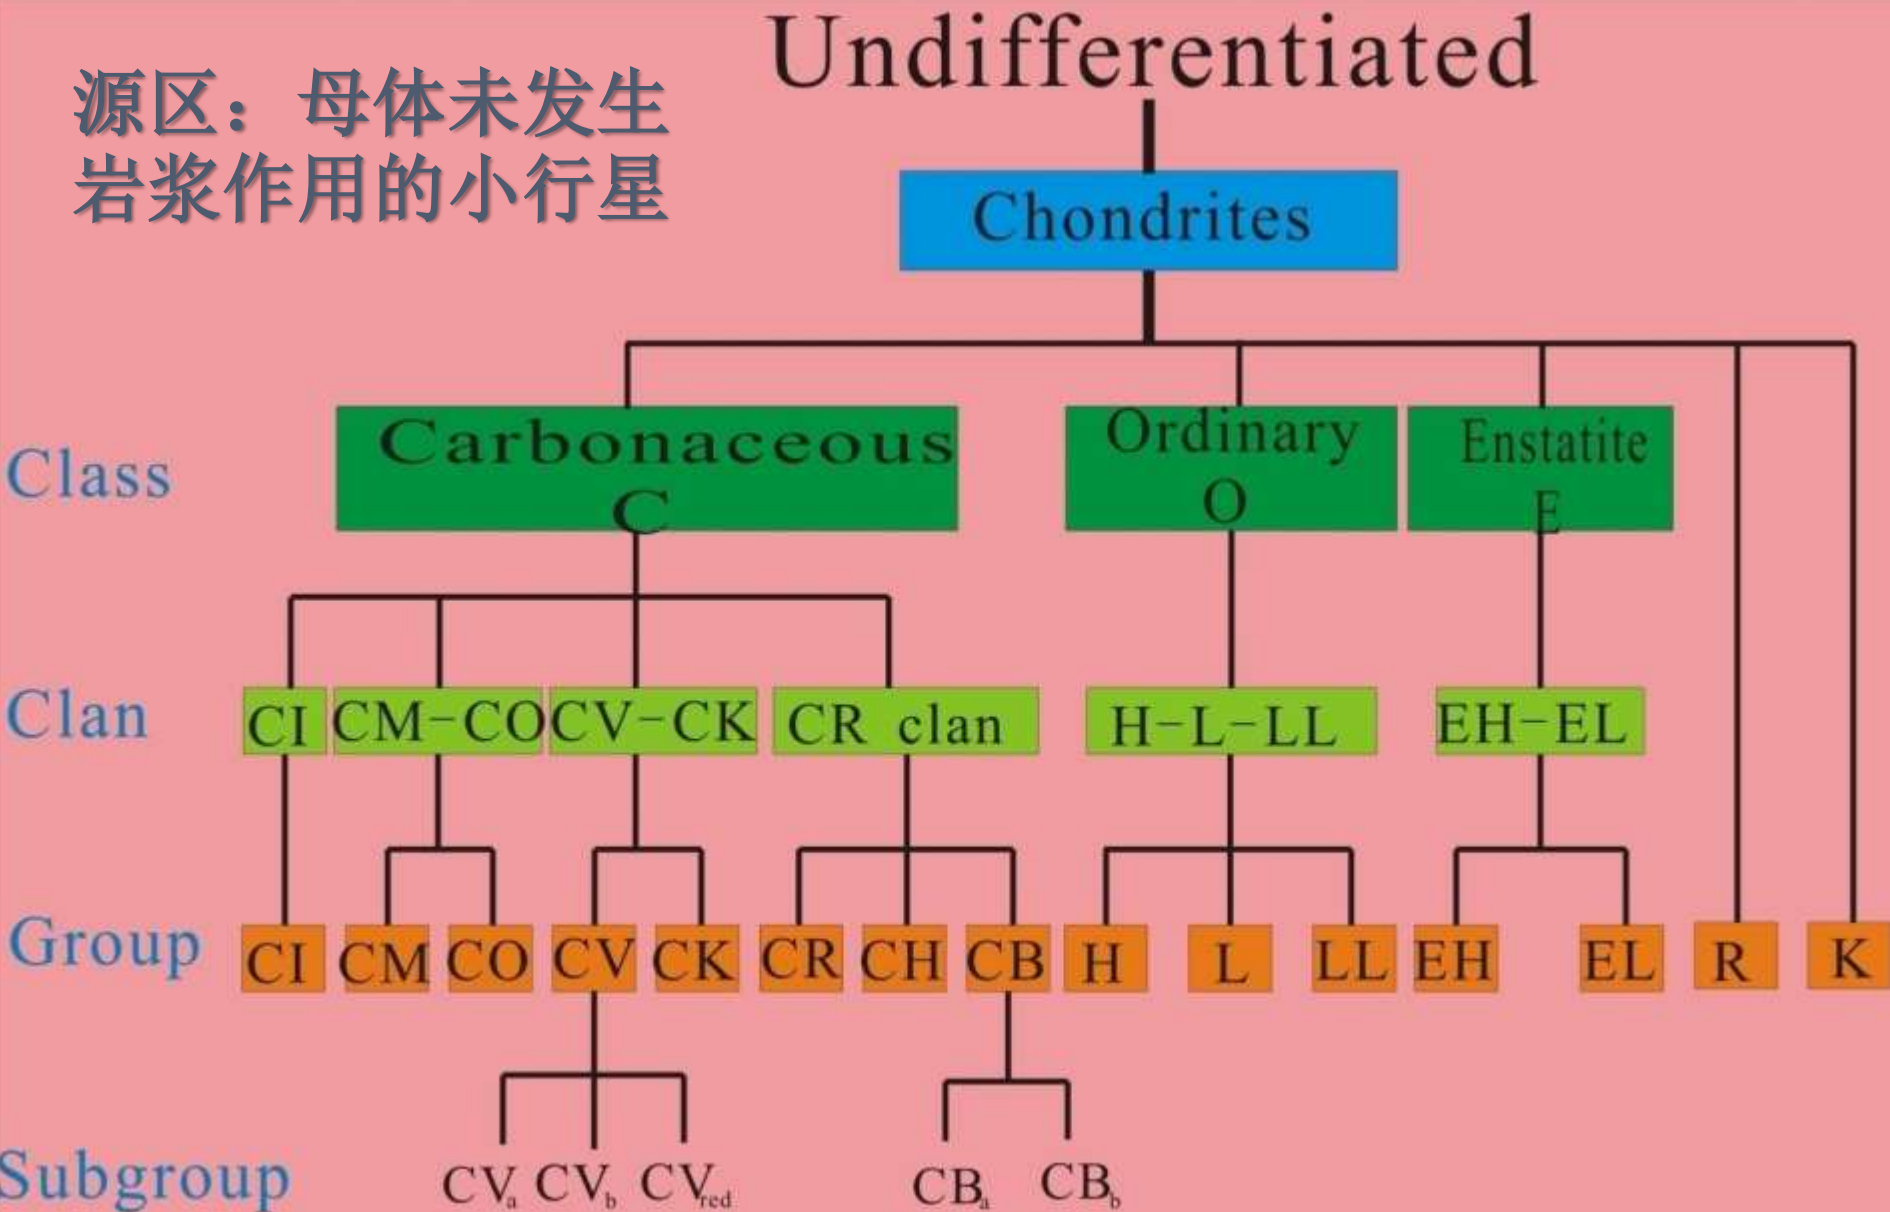 Undifferentiated
源区：母体未发生
岩浆作用的小行星
Chondrites
Class
Carbonaceous
C
Ordinary
O
Enstatite
E
Clan
CI CM-CO CV-CK CR clan H-L-LL EH-EL
Group
CI CM CO CV CK CR CH CB H L LL EH EL R K
Subgroup
CVa CVb CVred CBa CBb